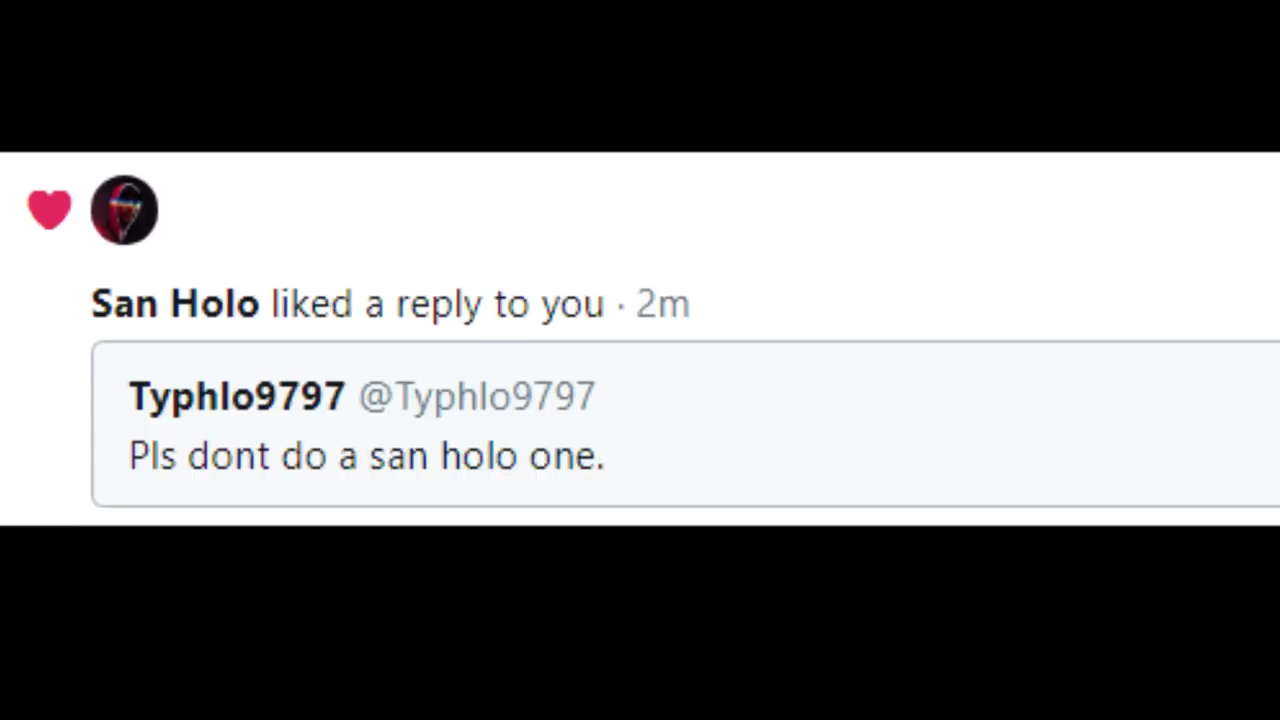 San Holo liked a reply to you · 2m
Typhlo9797 @Typhlo9797
Pls dont do a san holo one.